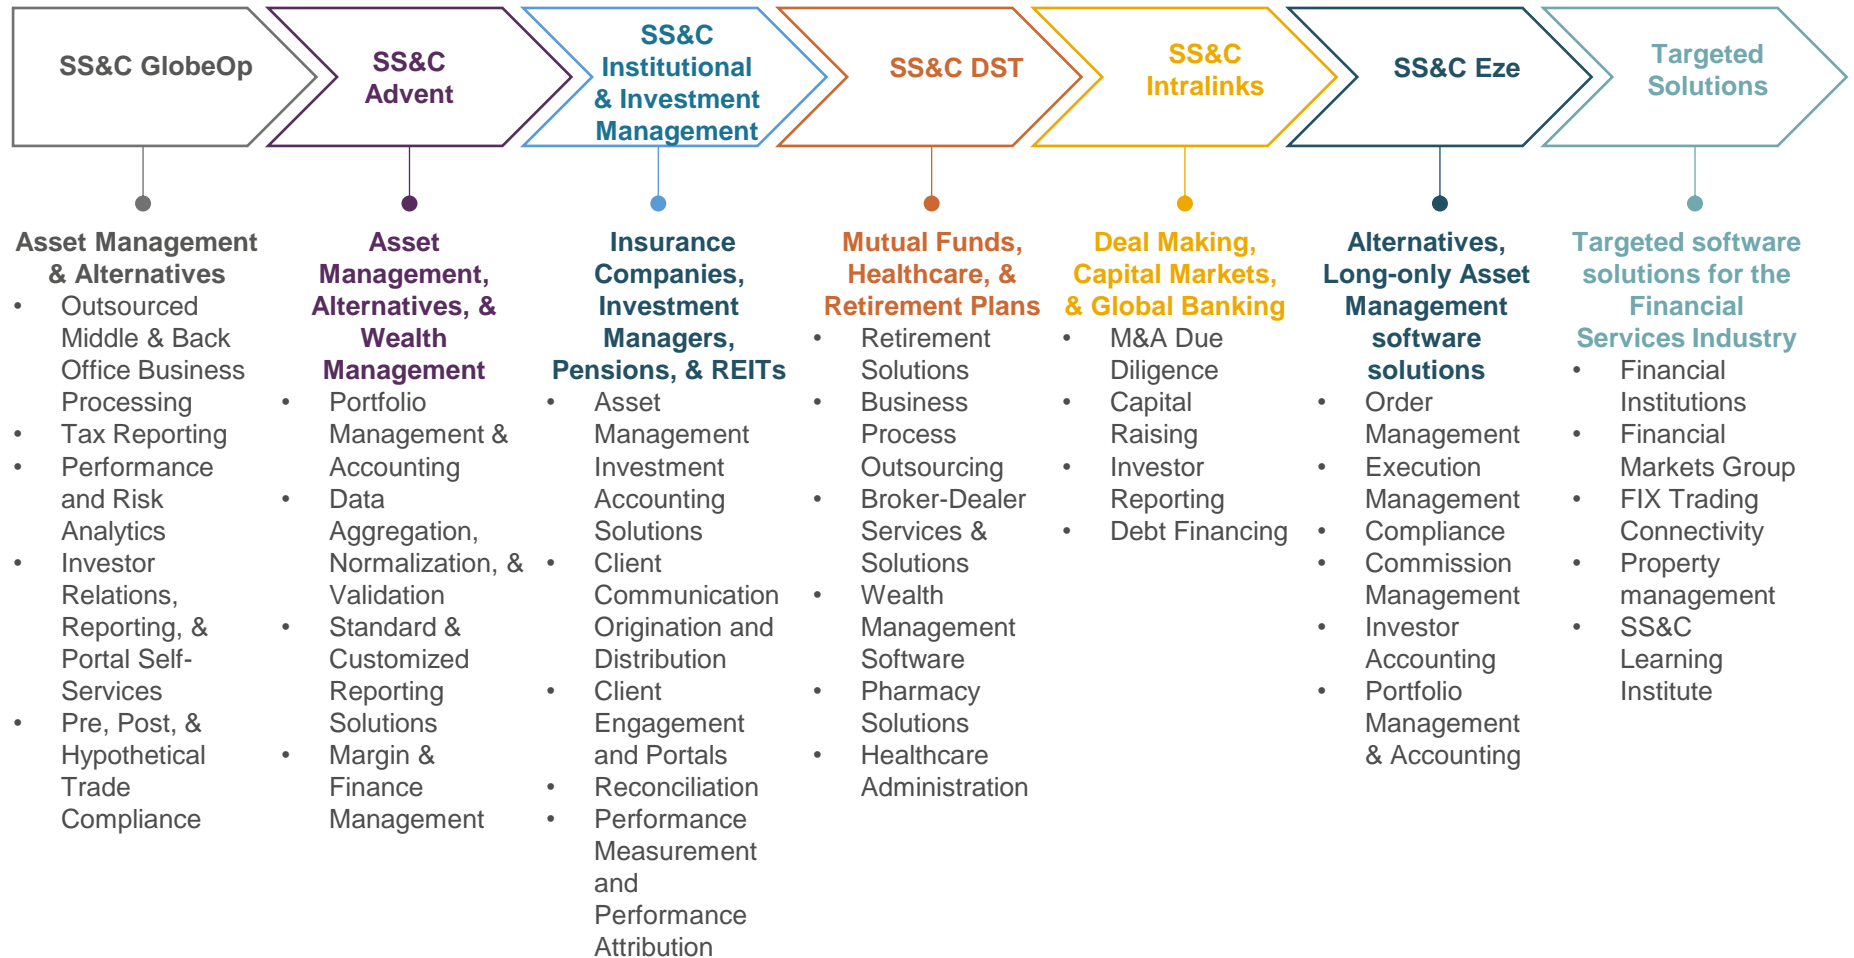 SS&C GlobeOp
SS&C
Advent
SS&C
Institutional
& Investment
Management
SS&C DST
SS&C
Intralinks
SS&C Eze
Targeted
Solutions
Asset Management
& Alternatives
• Outsourced
Middle & Back
Office Business
Processing
• Tax Reporting
• Performance
and Risk
Analytics
• Investor
Relations,
Reporting, &
Portal Self-
Services
• Pre, Post, &
Hypothetical
Trade
Compliance
Asset
Management,
Alternatives, &
Wealth
Management
• Portfolio
Management &
Accounting
• Data
Aggregation,
Normalization, &
Validation
• Standard &
Customized
Reporting
Solutions
• Margin &
Finance
Management
Insurance
Companies,
Investment
Managers,
Pensions, & REITs
• Asset
Management
Investment
Accounting
Solutions
• Client
Communication
Origination and
Distribution
• Client
Engagement
and Portals
• Reconciliation
• Performance
Measurement
and
Performance
Attribution
Mutual Funds,
Healthcare, &
Retirement Plans
• Retirement
Solutions
• Business
Process
Outsourcing
• Broker-Dealer
Services &
Solutions
• Wealth
Management
Software
• Pharmacy
Solutions
• Healthcare
Administration
Deal Making,
Capital Markets,
& Global Banking
• M&A Due
Diligence
• Capital
Raising
• Investor
Reporting
• Debt Financing
Alternatives,
Long-only Asset
Management
software
solutions
• Order
Management
• Execution
Management
• Compliance
• Commission
Management
• Investor
Accounting
• Portfolio
Management
& Accounting
Targeted software
solutions for the
Financial
Services Industry
• Financial
Institutions
• Financial
Markets Group
• FIX Trading
Connectivity
• Property
management
• SS&C
Learning
Institute